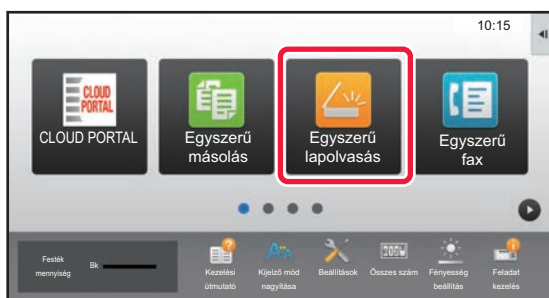 10:15
CLOUD
PORTAL
CLOUD PORTAL
Egyszerű
másolás
Egyszerű
lapolvasás
Egyszerű
fax
Festék
mennyiség
Bk
Kezelési
útmutató
Kijelző mód
nagyítása
Beállítások
Összes szám
Fényesség
beállítás
Feladat
kezelés